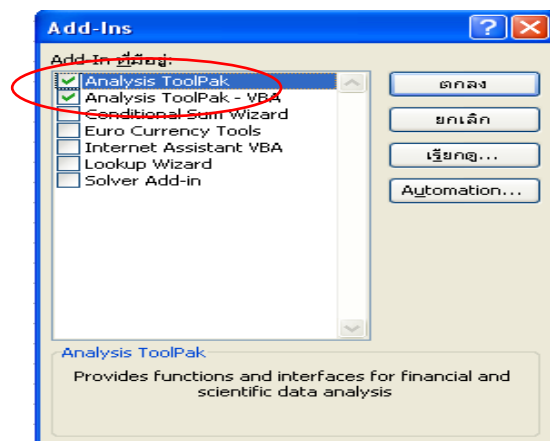 Add-Ins
Add-In ที่มีอยู่:
Analysis ToolPak
Analysis ToolPak - VBA
Conditional Sum Wizard
Euro Currency Tools
Internet Assistant VBA
Lookup Wizard
Solver Add-in
ตกลง
ยกเลิก
เรียกดู...
Automation...
Analysis ToolPak
Provides functions and interfaces for financial and
scientific data analysis